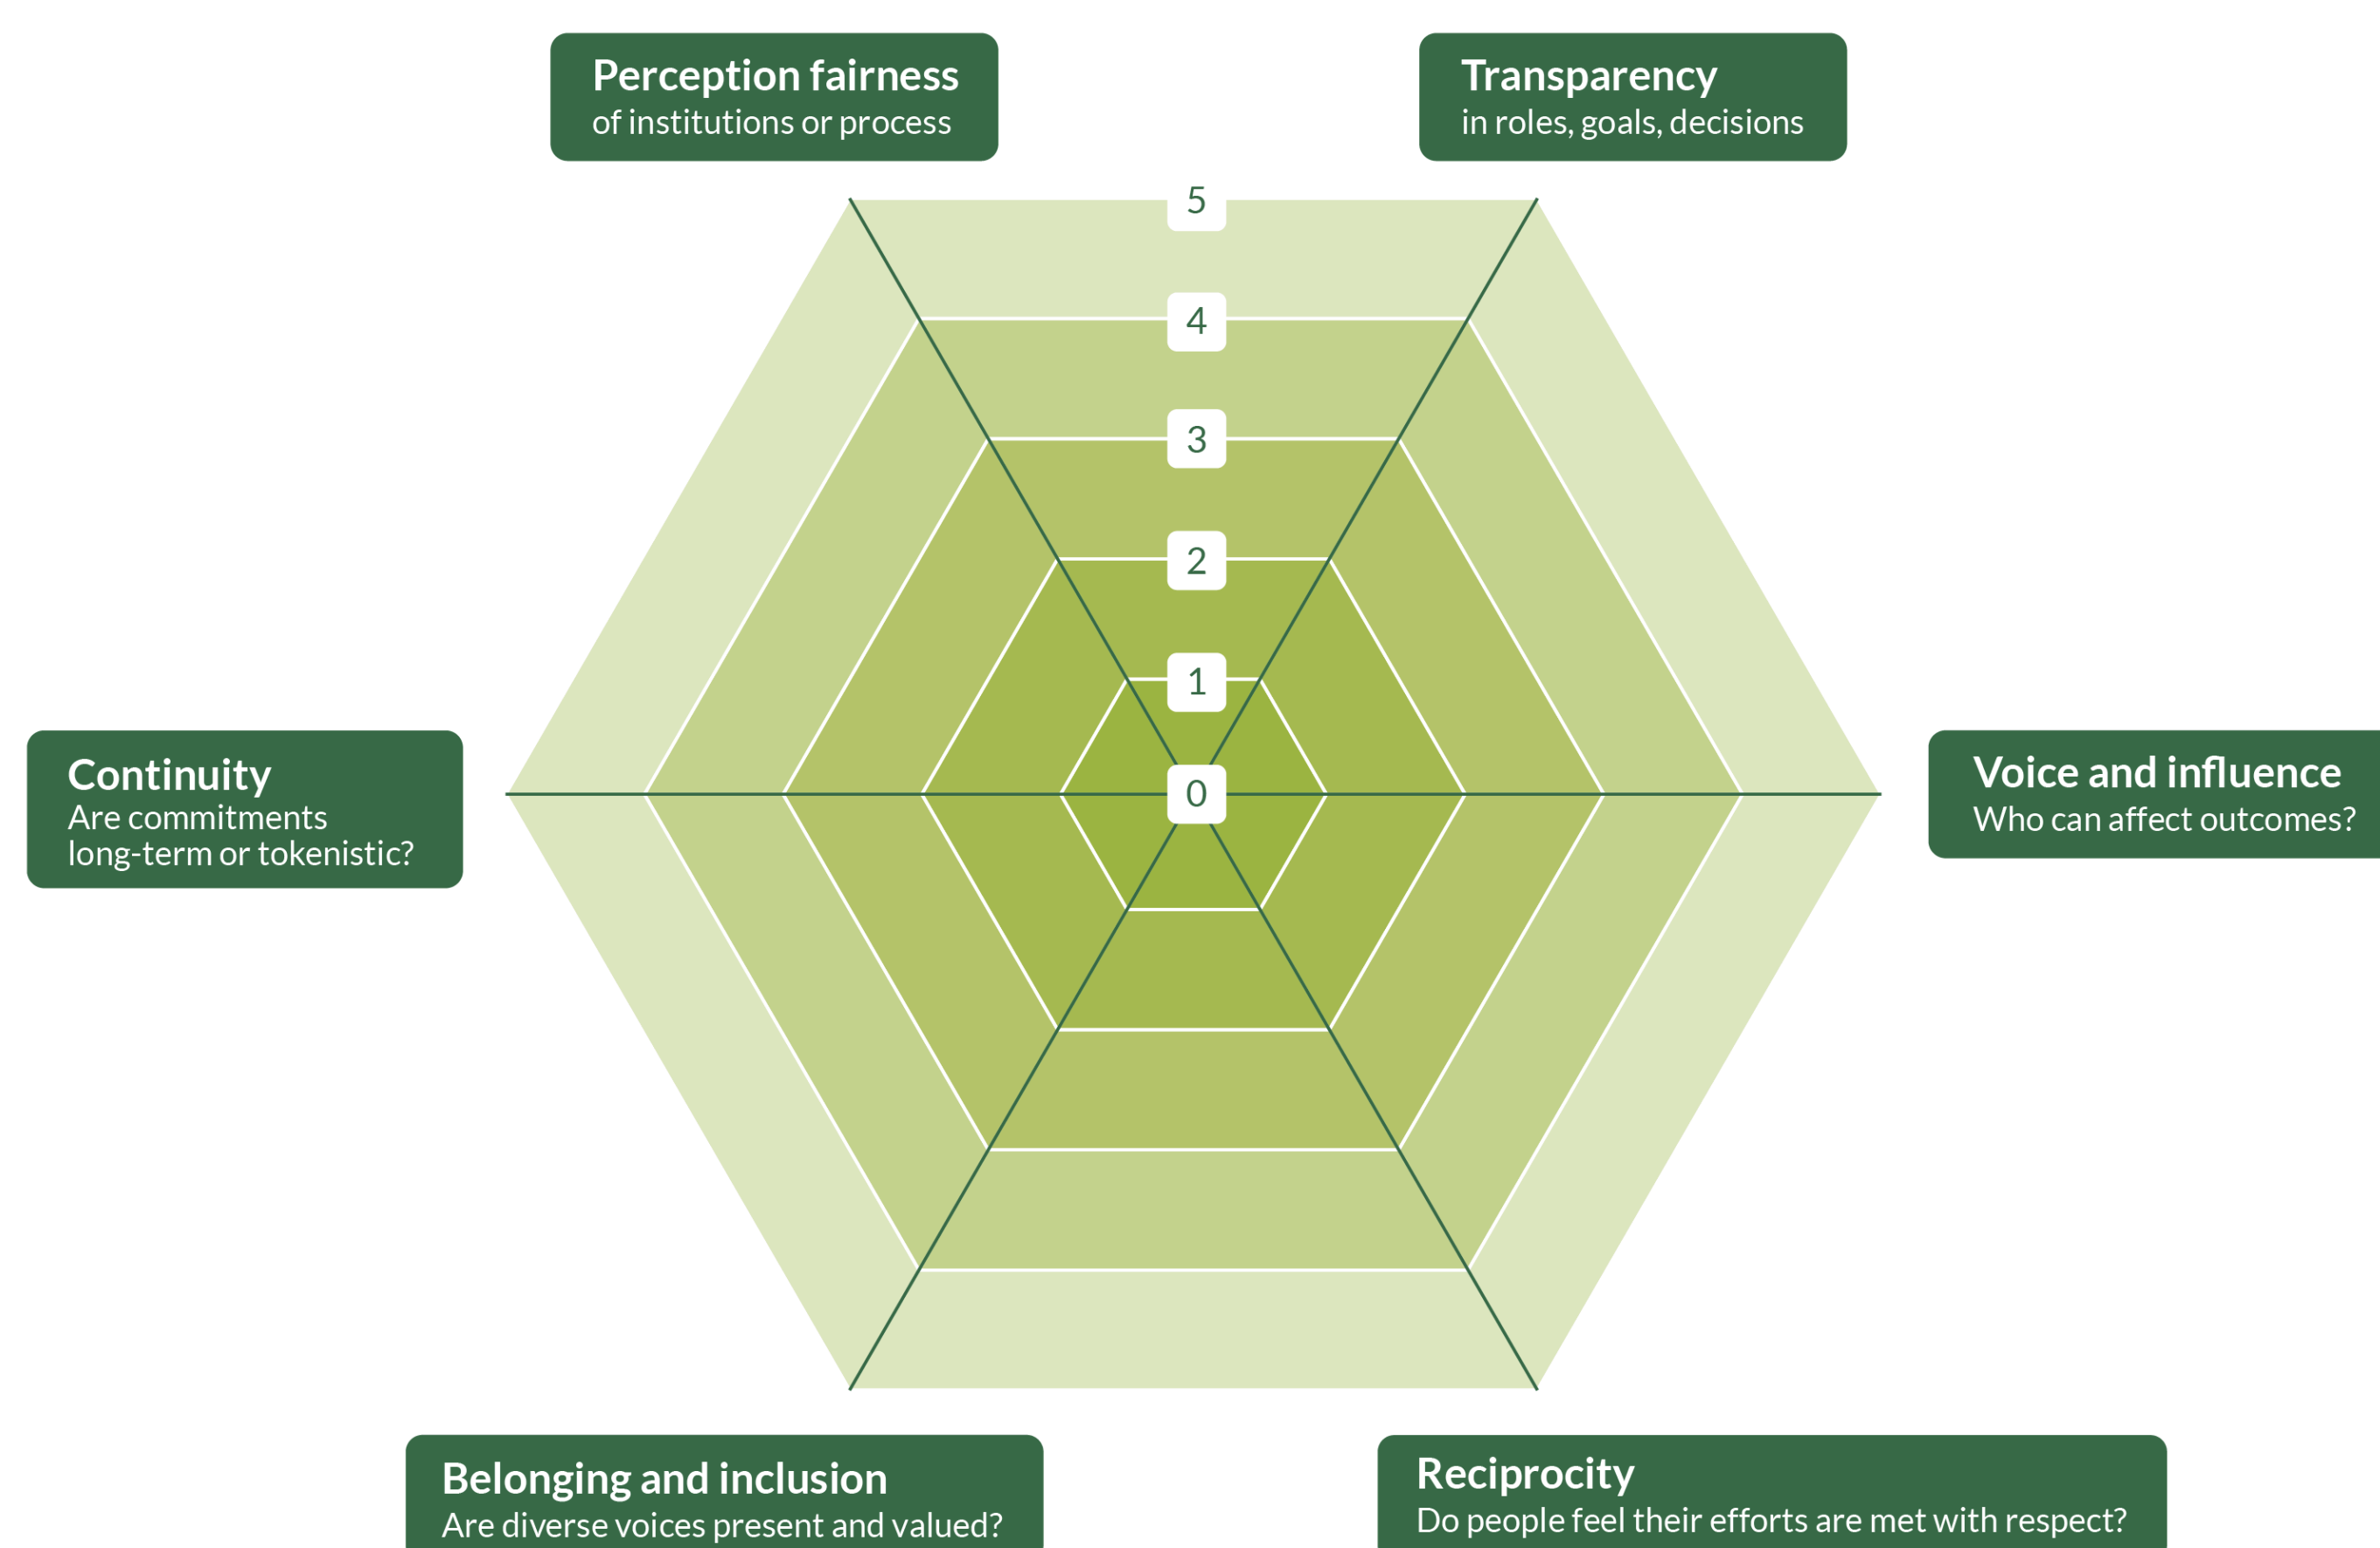 Perception fairness
of institutions or process
Transparency
in roles, goals, decisions
5
4
3
2
1
0
Continuity
Are commitments
long-term or tokenistic?
Voice and influence
Who can affect outcomes?
Belonging and inclusion
Are diverse voices present and valued?
Reciprocity
Do people feel their efforts are met with respect?